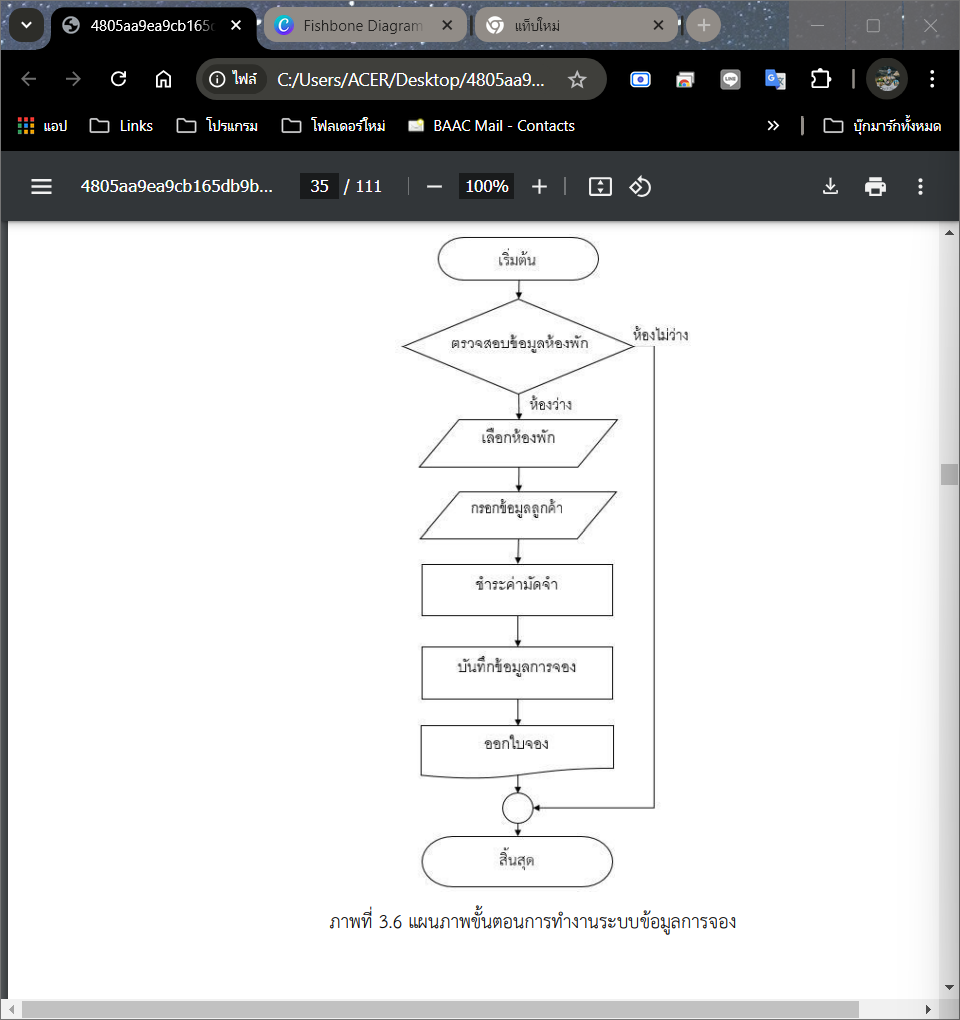 4805aa9ea9cb165d
Fishbone Diagram
แท็บใหม่
ไฟล์
C:/Users/ACER/Desktop/4805aa9...
แอป
Links
โปรแกรม
โฟลเดอร์ใหม่
BAAC Mail - Contacts
»
บุ๊กมาร์กทั้งหมด
4805aa9ea9cb165db9b...
35 / 111
100%
เริ่มต้น
ตรวจสอบข้อมูลห้องพัก
ห้องไม่ว่าง
ห้องว่าง
เลือกห้องพัก
กรอกข้อมูลลูกค้า
ชำระค่ามัดจำ
บันทึกข้อมูลการจอง
ออกใบจอง
สิ้นสุด
ภาพที่ 3.6 แผนภาพขั้นตอนการทำงานระบบข้อมูลการจอง